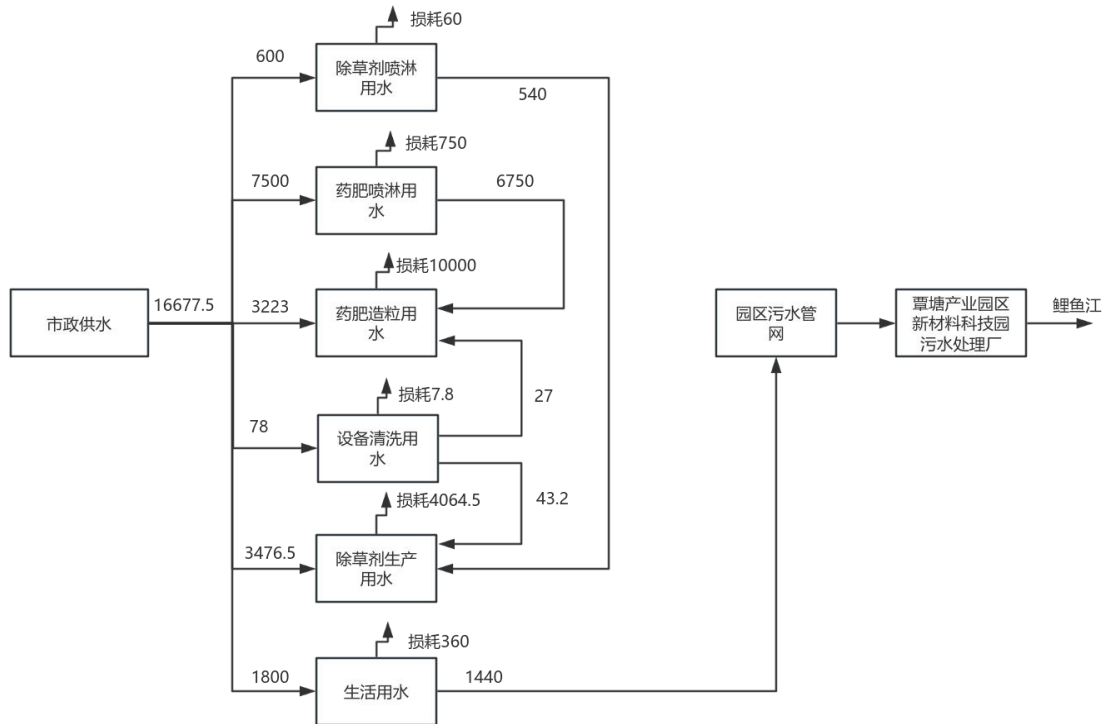 损耗60
600
除草剂喷淋
用水
540
损耗750
7500
药肥喷淋用
水
6750
损耗10000
市政供水
16677.5
3223
药肥造粒用
水
园区污水管
网
覃塘产业园区
新材料科技园
污水处理厂
鲤鱼江
损耗7.8
27
78
设备清洗用
水
损耗4064.5
43.2
3476.5
除草剂生产
用水
损耗360
1800
生活用水
1440